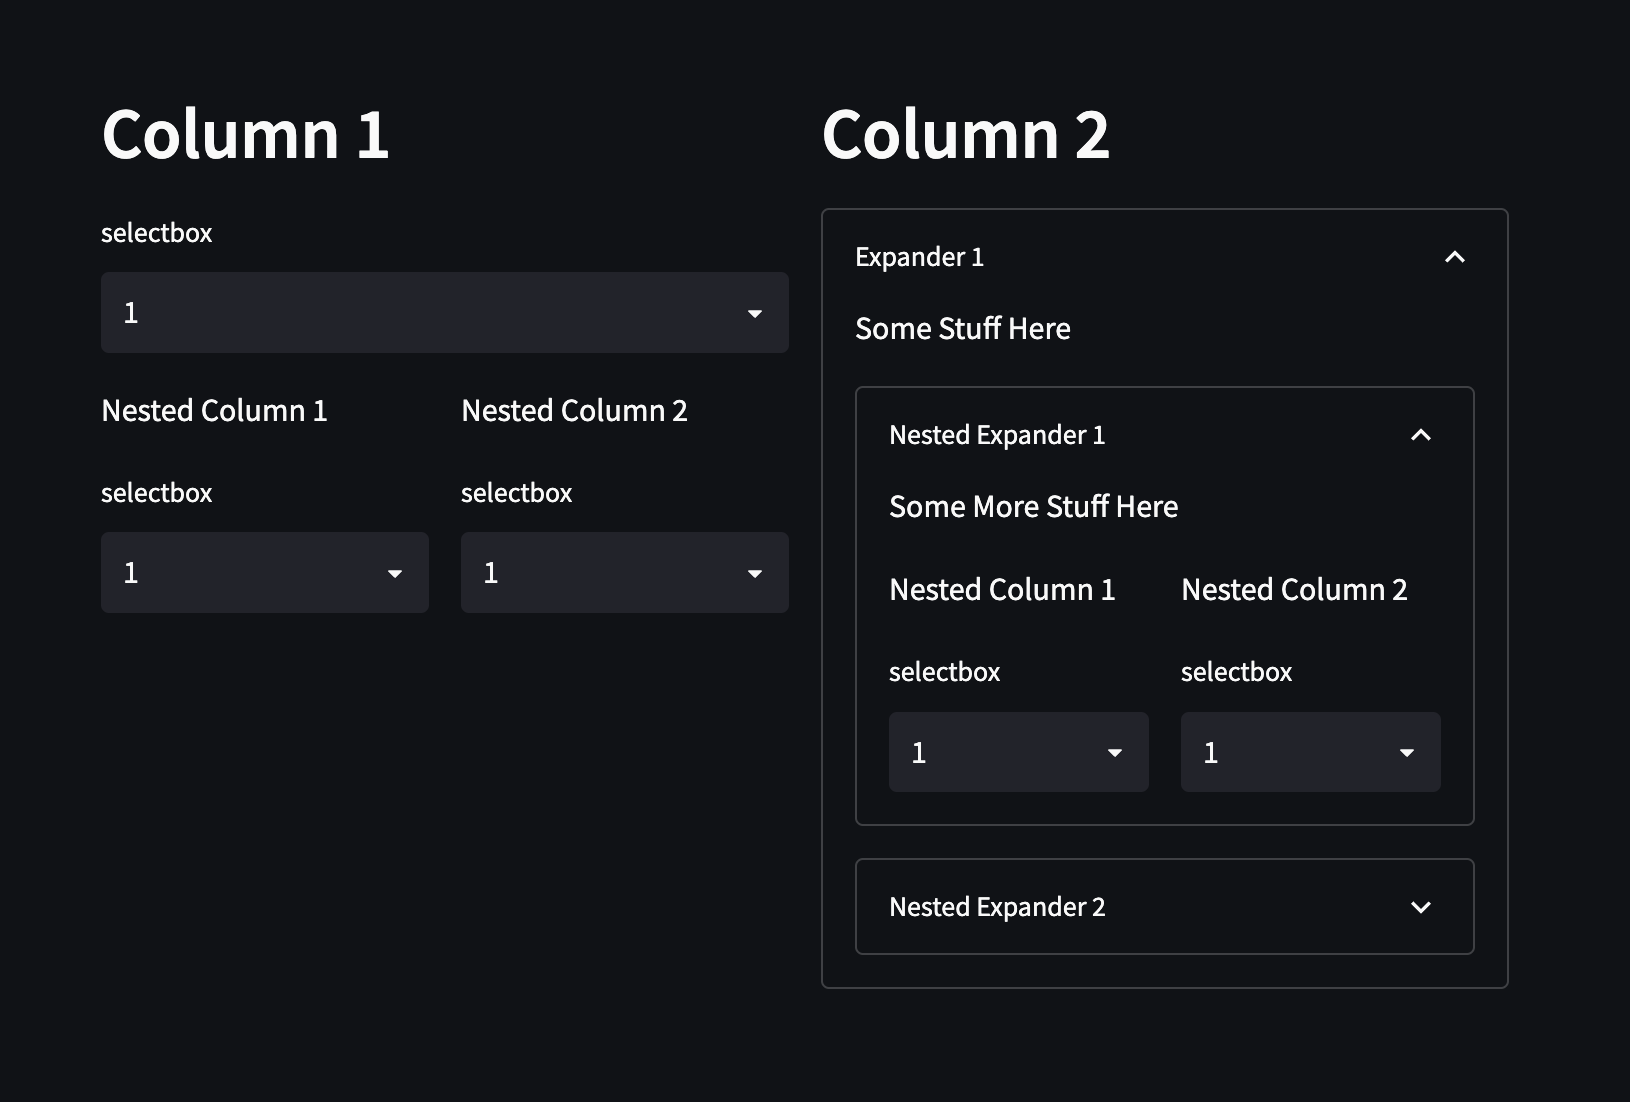 Column 1
selectbox
1
Nested Column 1
selectbox
1
Nested Column 2
selectbox
1
Column 2
Expander 1
Some Stuff Here
Nested Expander 1
Some More Stuff Here
Nested Column 1
selectbox
1
Nested Column 2
selectbox
1
Nested Expander 2